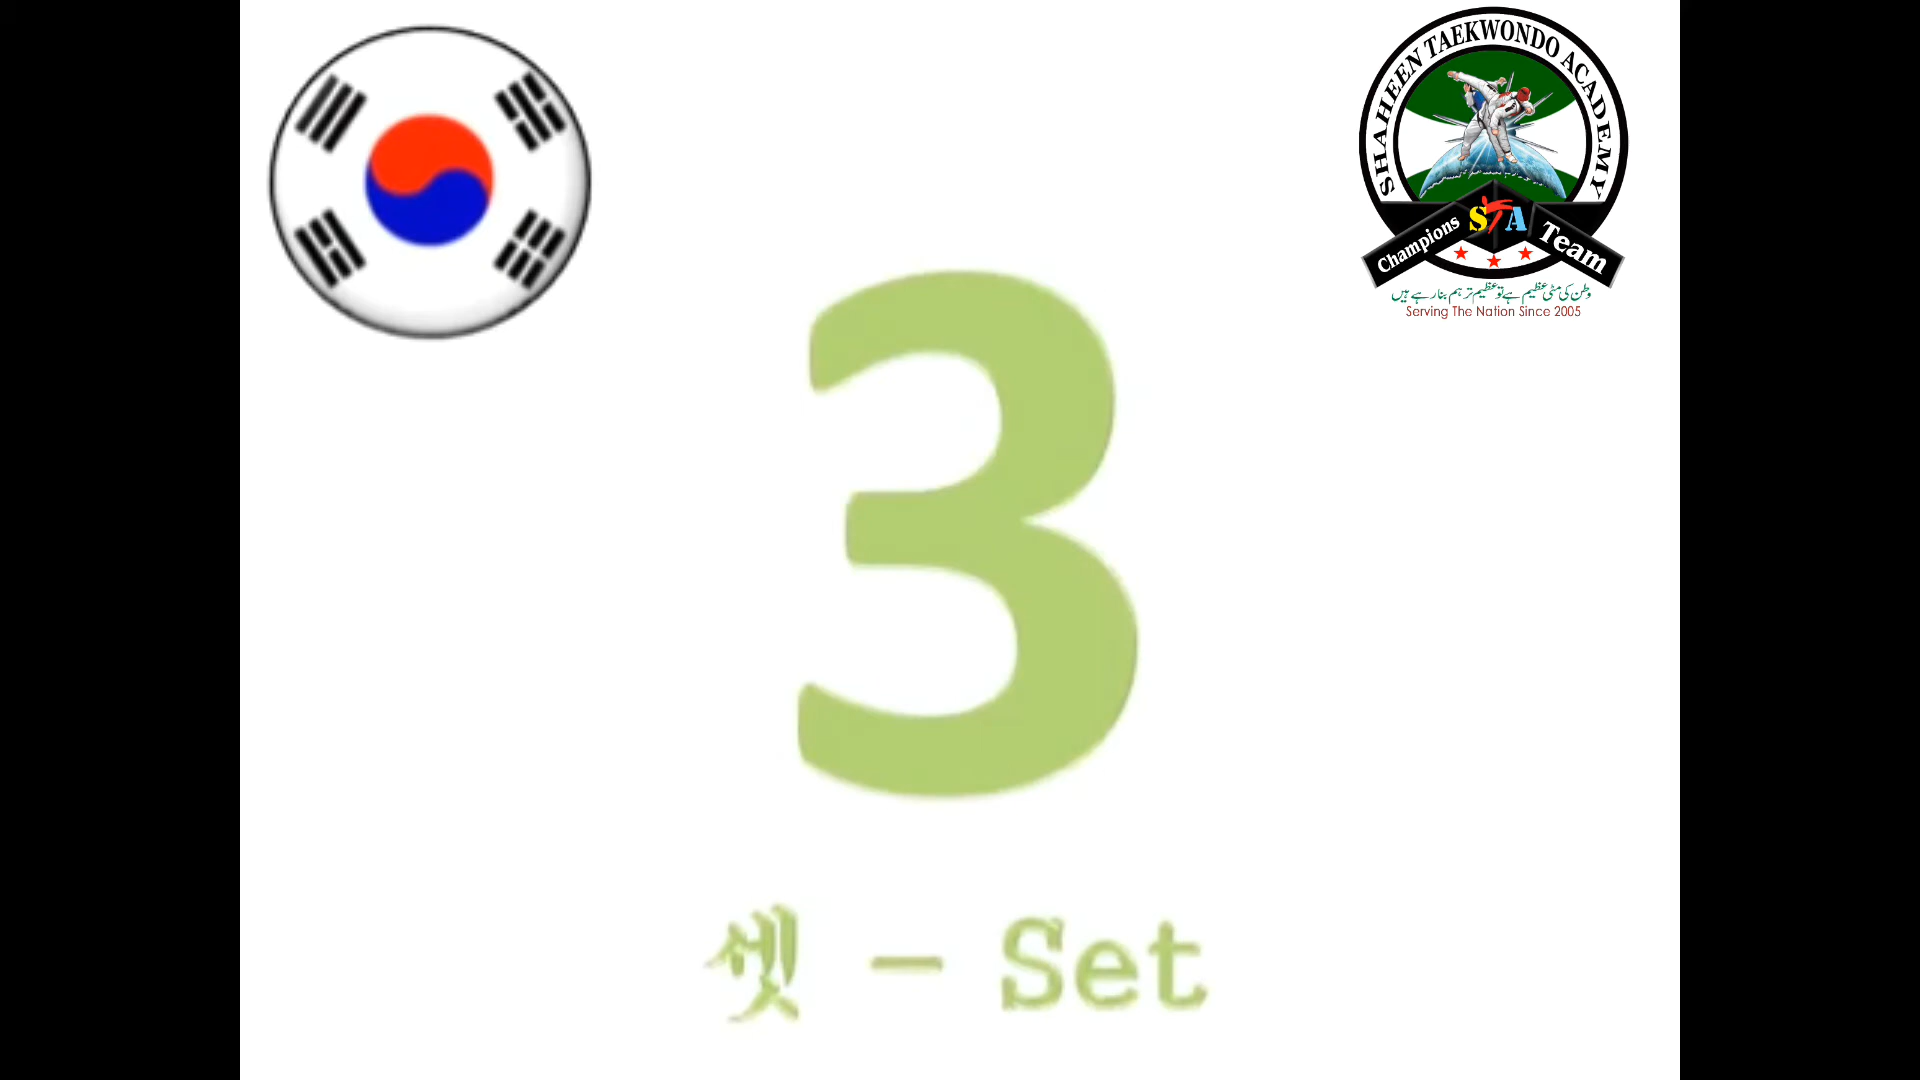 SHAHEEN TAEKWONDO ACADEMY
STA
Champions Team
وطن کی مٹی عظیم ہے تو عظیم تر ہم بنا رہے ہیں
Serving The Nation Since 2005
3
셋 - Set